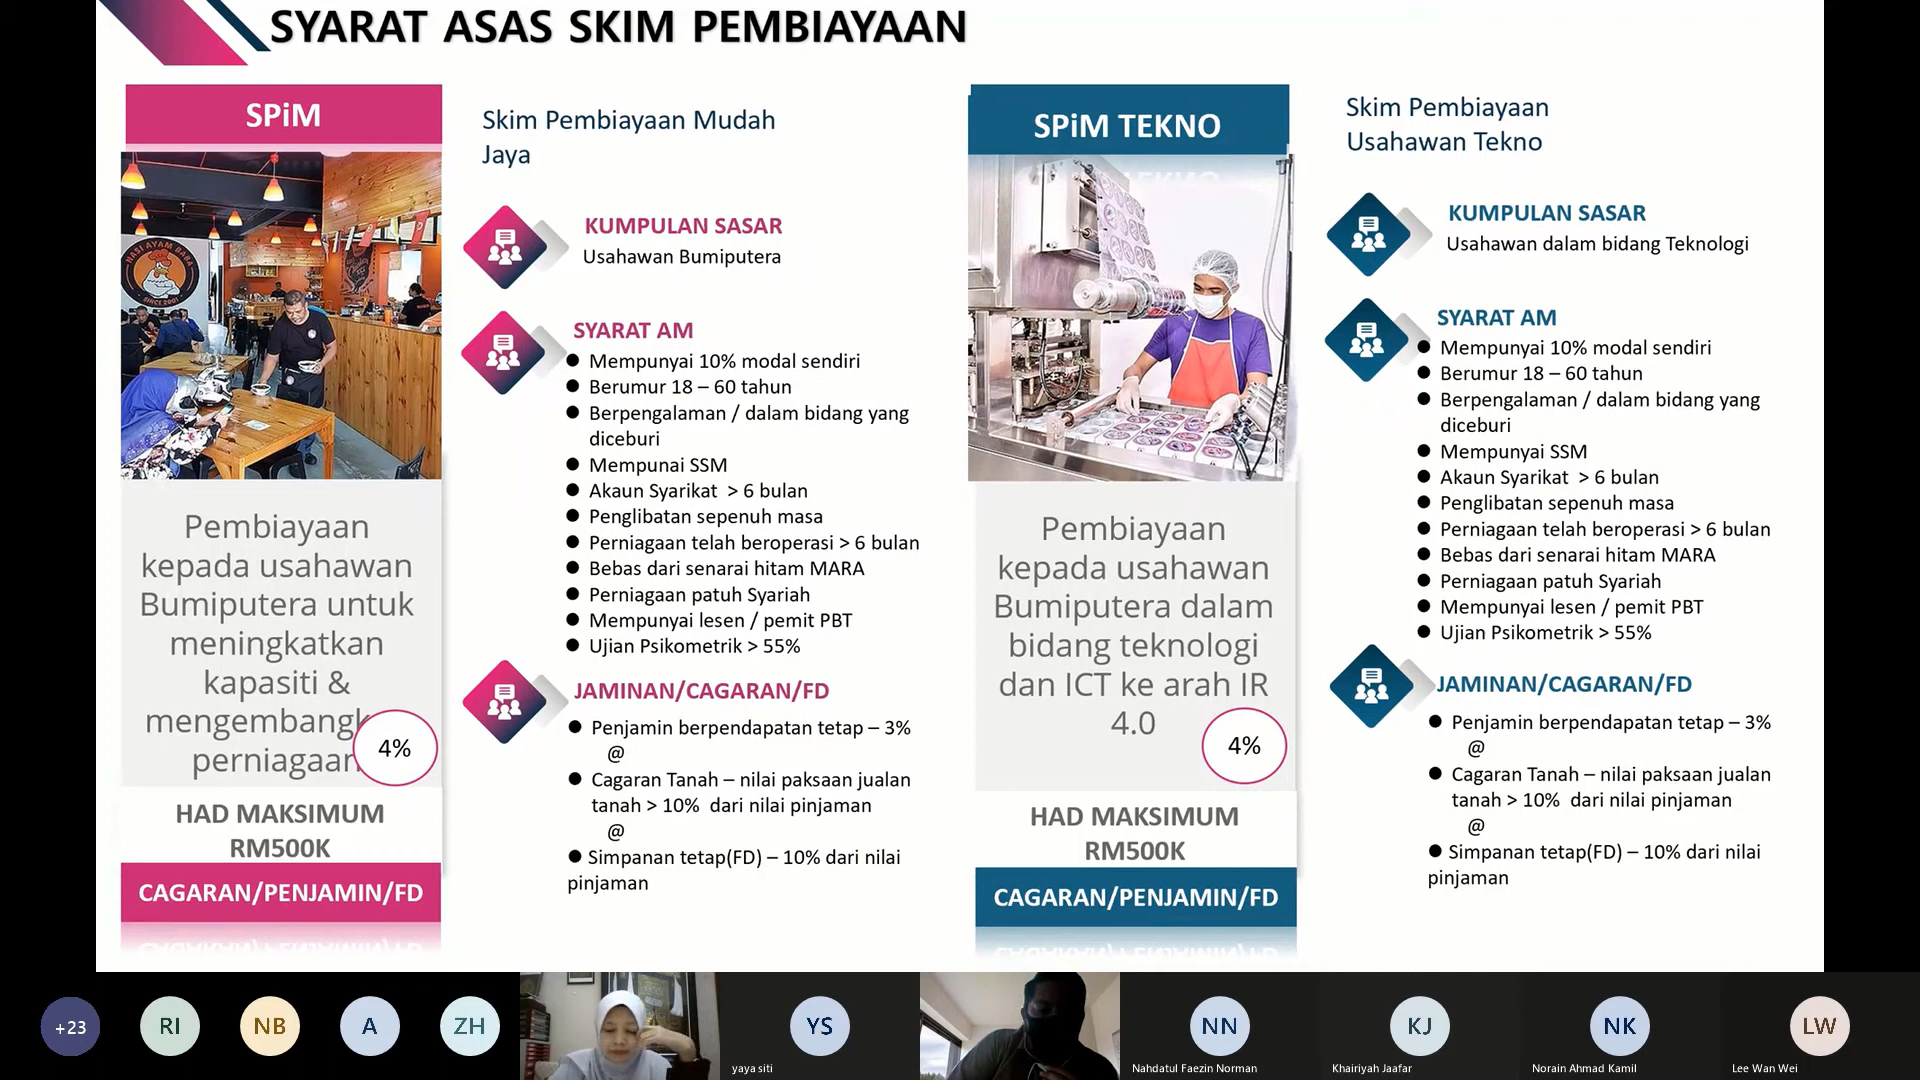 SYARAT ASAS SKIM PEMBIAYAAN
SPiM
NASI AYAM BABA
SINCE 2001
Pembiayaan
kepada usahawan
Bumiputera untuk
meningkatkan
kapasiti &
perniagaan
4%
HAD MAKSIMUM
RM500K
CAGARAN/PENJAMIN/FD
Skim Pembiayaan Mudah
Jaya
KUMPULAN SASAR
Usahawan Bumiputera
SYARAT AM
● Mempunyai 10% modal sendiri
● Berumur 18 – 60 tahun
● Berpengalaman / dalam bidang yang
diceburi
● Mempunai SSM
● Akaun Syarikat > 6 bulan
● Penglibatan sepenuh masa
● Perniagaan telah beroperasi > 6 bulan
● Bebas dari senarai hitam MARA
● Perniagaan patuh Syariah
● Mempunyai lesen / pemit PBT
● Ujian Psikometrik > 55%
JAMINAN/CAGARAN/FD
● Penjamin berpendapatan tetap – 3%
@
● Cagaran Tanah – nilai paksaan jualan
tanah > 10% dari nilai pinjaman
@
● Simpanan tetap(FD) – 10% dari nilai
pinjaman
SPiM TEKNO
Pembiayaan
kepada usahawan
Bumiputera dalam
bidang teknologi
dan ICT ke arah IR
4.0
4%
HAD MAKSIMUM
RM500K
CAGARAN/PENJAMIN/FD
Skim Pembiayaan
Usahawan Tekno
KUMPULAN SASAR
Usahawan dalam bidang Teknologi
SYARAT AM
● Mempunyai 10% modal sendiri
● Berumur 18 – 60 tahun
● Berpengalaman / dalam bidang yang
diceburi
● Mempunyai SSM
● Akaun Syarikat > 6 bulan
● Penglibatan sepenuh masa
● Perniagaan telah beroperasi > 6 bulan
● Bebas dari senarai hitam MARA
● Perniagaan patuh Syariah
● Mempunyai lesen / pemit PBT
● Ujian Psikometrik > 55%
JAMINAN/CAGARAN/FD
● Penjamin berpendapatan tetap – 3%
@
● Cagaran Tanah – nilai paksaan jualan
tanah > 10% dari nilai pinjaman
@
● Simpanan tetap(FD) – 10% dari nilai
pinjaman
+23
RI
NB
A
ZH
YS
yaya siti
NN
Nahdatul Faezin Norman
KJ
Khairiyah Jaafar
NK
Norain Ahmad Kamil
LW
Lee Wan Wei